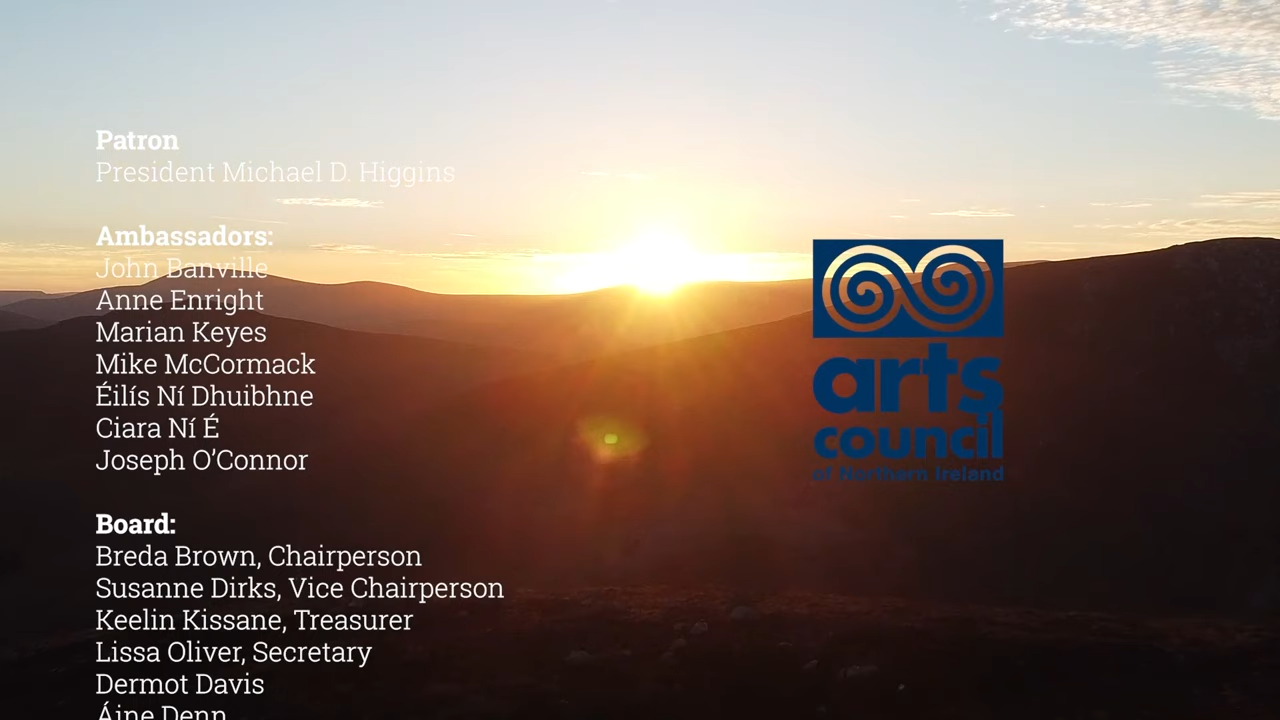 Patron
President Michael D. Higgins
Ambassadors:
John Banville
Anne Enright
Marian Keyes
Mike McCormack
Éilís Ní Dhuibhne
Ciara Ní É
Joseph O’Connor
Board:
Breda Brown, Chairperson
Susanne Dirks, Vice Chairperson
Keelin Kissane, Treasurer
Lissa Oliver, Secretary
Dermot Davis
Áine Denn
arts
council
of Northern Ireland